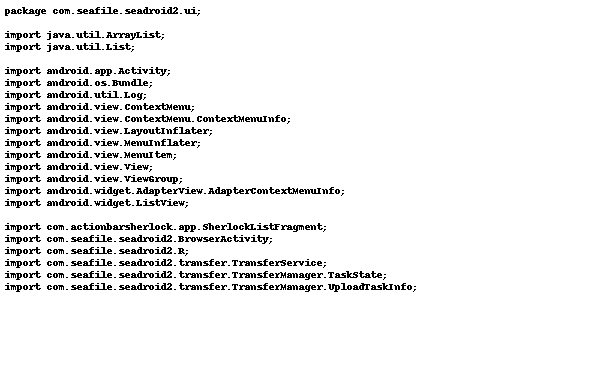 package com.seafile.seadroid2.ui;
import java.util.ArrayList;
import java.util.List;
import android.app.Activity;
import android.os.Bundle;
import android.util.Log;
import android.view.ContextMenu;
import android.view.ContextMenu.ContextMenuInfo;
import android.view.LayoutInflater;
import android.view.MenuInflater;
import android.view.MenuItem;
import android.view.View;
import android.view.ViewGroup;
import android.widget.AdapterView.AdapterContextMenuInfo;
import android.widget.ListView;
import com.actionbarsherlock.app.SherlockListFragment;
import com.seafile.seadroid2.BrowserActivity;
import com.seafile.seadroid2.R;
import com.seafile.seadroid2.transfer.TransferService;
import com.seafile.seadroid2.transfer.TransferManager.TaskState;
import com.seafile.seadroid2.transfer.TransferManager.UploadTaskInfo;